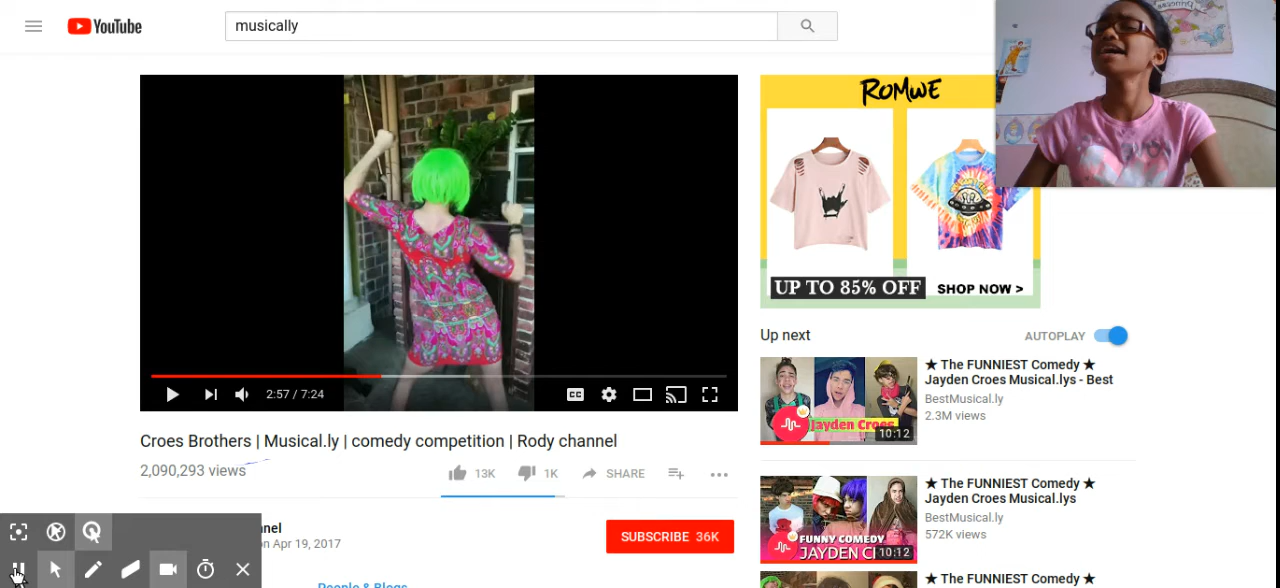 YouTube
musically
ROMWE
UP TO 85% OFF
SHOP NOW >
2:57 / 7:24
CC
Up next
AUTOPLAY
★ The FUNNIEST Comedy ★
Jayden Croes Musical.lys - Best
BestMusical.ly
2.3M views
Jayden Croes
10:12
Croes Brothers | Musical.ly | comedy competition | Rody channel
2,090,293 views
13K
1K
SHARE
★ The FUNNIEST Comedy ★
Jayden Croes Musical.lys
BestMusical.ly
572K views
FUNNY COMEDY
JAYDEN C
10:12
nnel
on Apr 19, 2017
SUBSCRIBE 36K
★ The FUNNIEST Comedy ★
People & Blogs